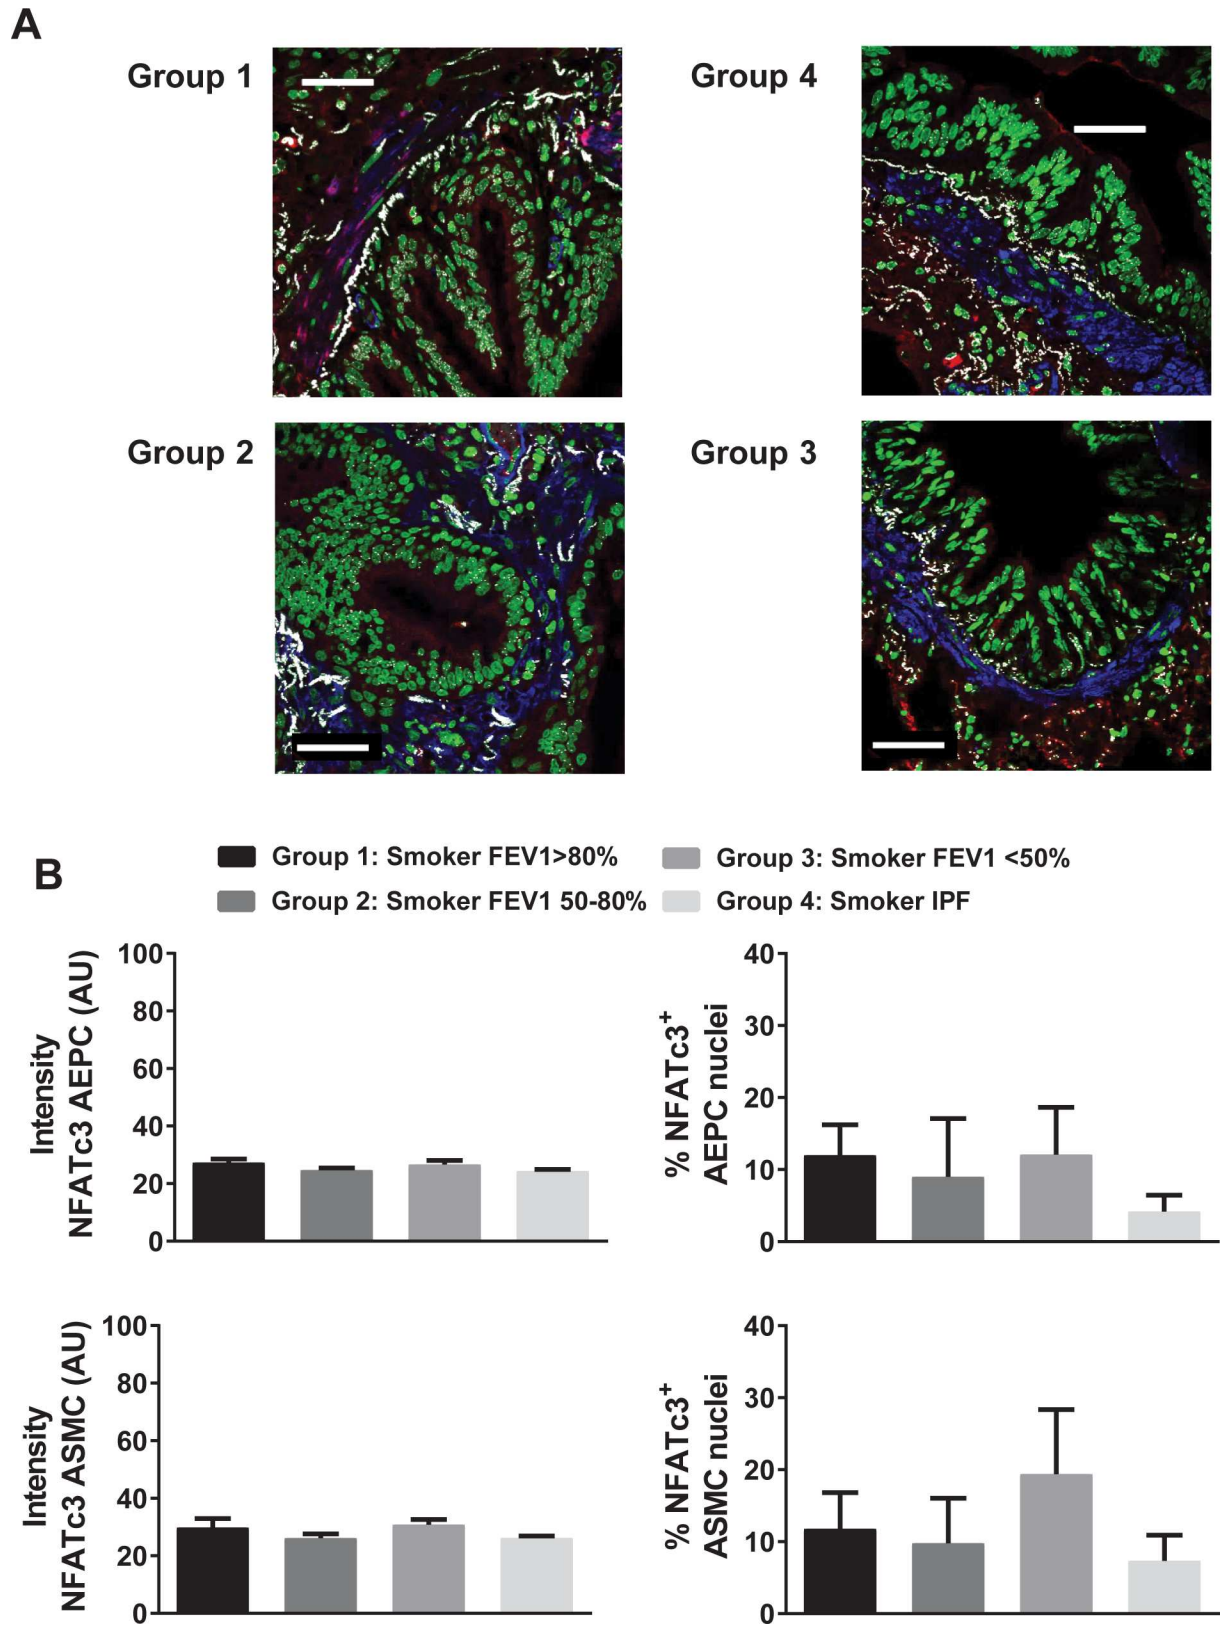 A
Group 1
Group 4
Group 2
Group 3
B
Group 1: Smoker FEV1>80%
Group 3: Smoker FEV1 <50%
Group 2: Smoker FEV1 50-80%
Group 4: Smoker IPF
Intensity
NFATc3 AEPC (AU)
100
80
60
40
20
0
% NFATc3+
AEPC nuclei
40
30
20
10
0
Intensity
NFATc3 ASMC (AU)
100
80
60
40
20
0
% NFATc3+
ASMC nuclei
40
30
20
10
0